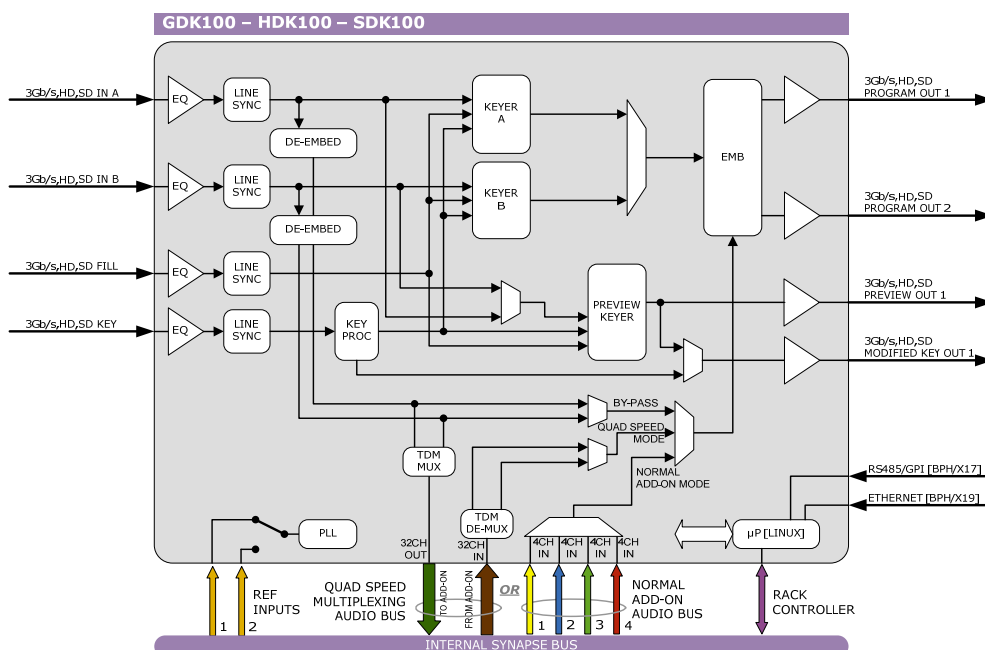 GDK100 – HDK100 – SDK100
3Gb/s,HD,SD IN A
EQ
LINE
SYNC
DE-EMBED
KEYER
A
EMB
3Gb/s,HD,SD
PROGRAM OUT 1
3Gb/s,HD,SD IN B
EQ
LINE
SYNC
DE-EMBED
KEYER
B
3Gb/s,HD,SD
PROGRAM OUT 2
3Gb/s,HD,SD FILL
EQ
LINE
SYNC
PREVIEW
KEYER
3Gb/s,HD,SD
PREVIEW OUT 1
3Gb/s,HD,SD KEY
EQ
LINE
SYNC
KEY
PROC
3Gb/s,HD,SD
MODIFIED KEY OUT 1
BY-PASS
QUAD SPEED
MODE
NORMAL
ADD-ON MODE
TDM
MUX
TDM
DE-MUX
RS485/GPI [BPH/X17]
ETHERNET [BPH/X19]
PLL
µP [LINUX]
32CH
OUT
32CH
IN
4CH
IN
4CH
IN
4CH
IN
4CH
IN
REF
INPUTS
1
2
QUAD SPEED
MULTIPLEXING
AUDIO BUS
TO ADD-ON
FROM ADD-ON
OR
1
2
3
4
NORMAL
ADD-ON
AUDIO BUS
RACK
CONTROLLER
INTERNAL SYNAPSE BUS